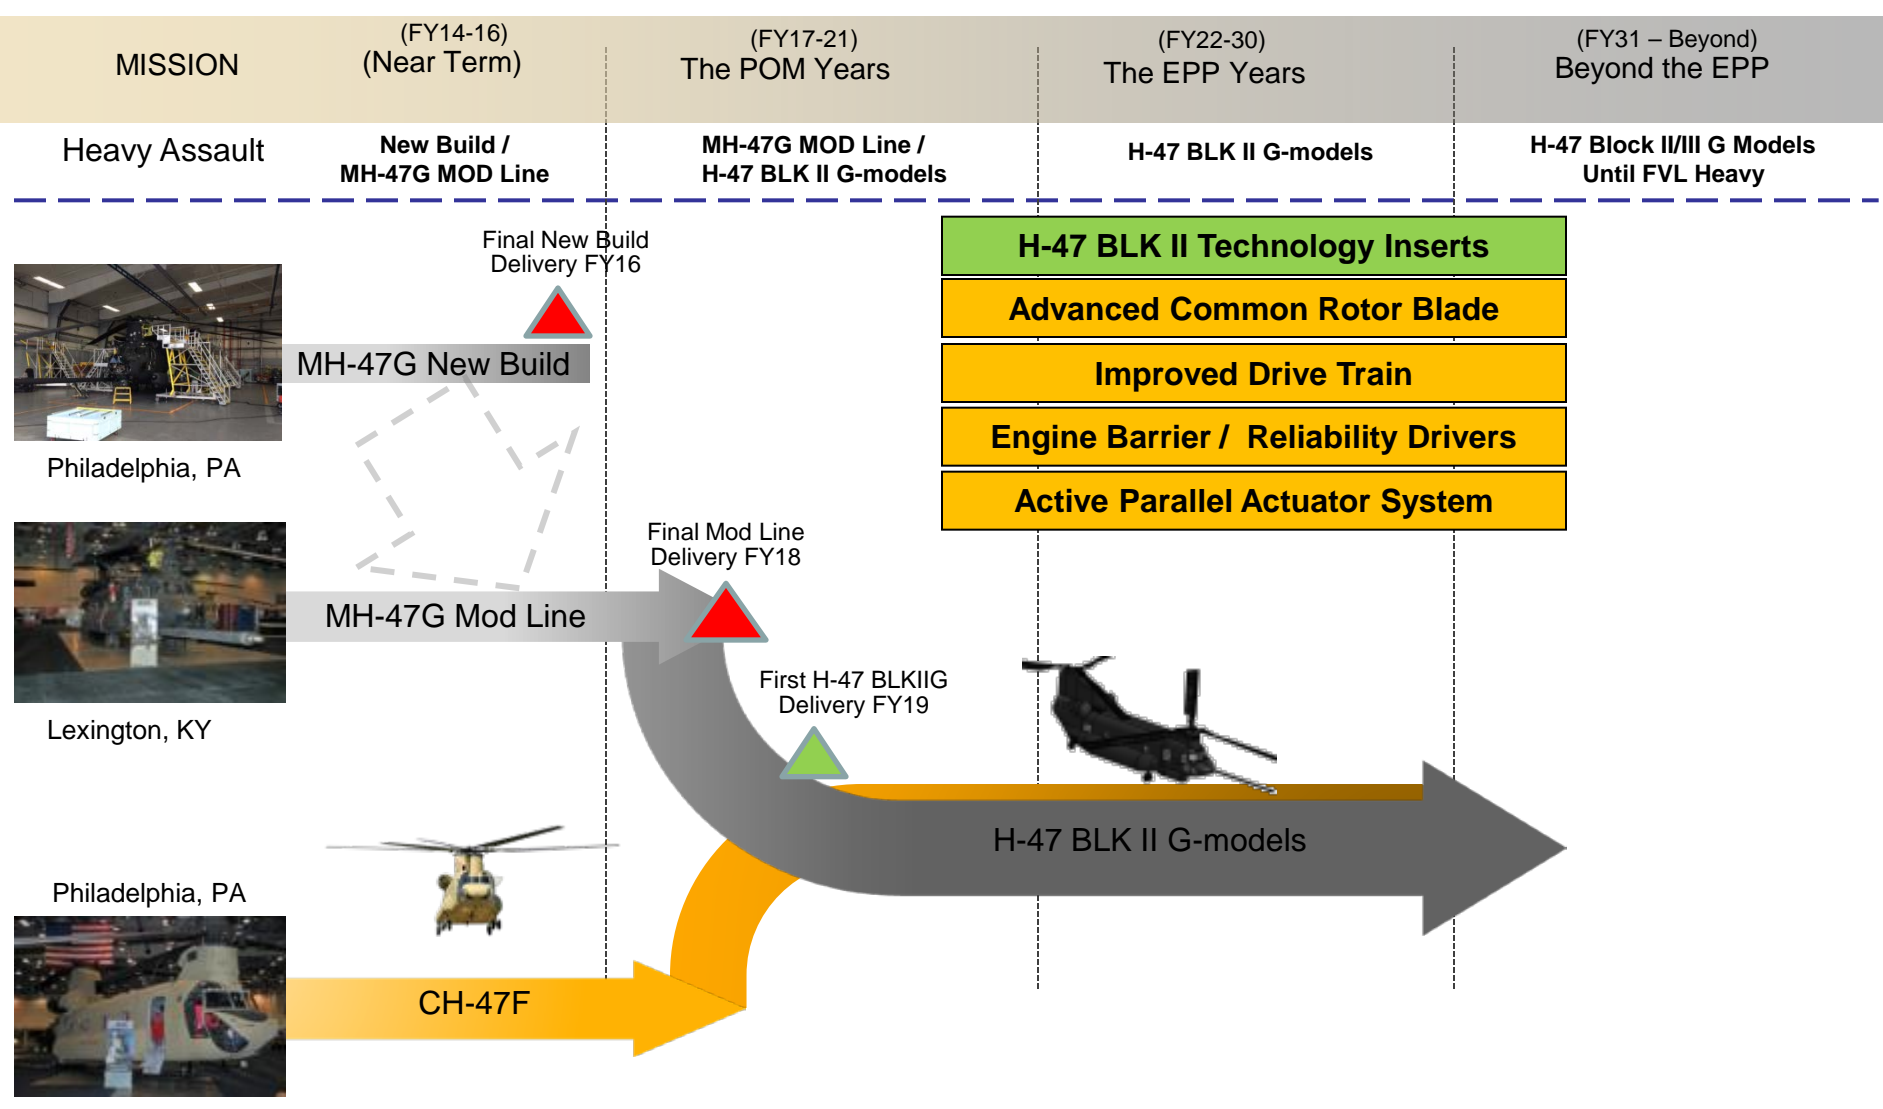 MISSION
(FY14-16)
(Near Term)
(FY17-21)
The POM Years
(FY22-30)
The EPP Years
(FY31 – Beyond)
Beyond the EPP
Heavy Assault
New Build /
MH-47G MOD Line
MH-47G MOD Line /
H-47 BLK II G-models
H-47 BLK II G-models
H-47 Block II/III G Models
Until FVL Heavy
Final New Build
Delivery FY16
H-47 BLK II Technology Inserts
Advanced Common Rotor Blade
Improved Drive Train
Engine Barrier / Reliability Drivers
Active Parallel Actuator System
MH-47G New Build
Philadelphia, PA
Final Mod Line
Delivery FY18
MH-47G Mod Line
Lexington, KY
First H-47 BLKIIG
Delivery FY19
H-47 BLK II G-models
Philadelphia, PA
CH-47F